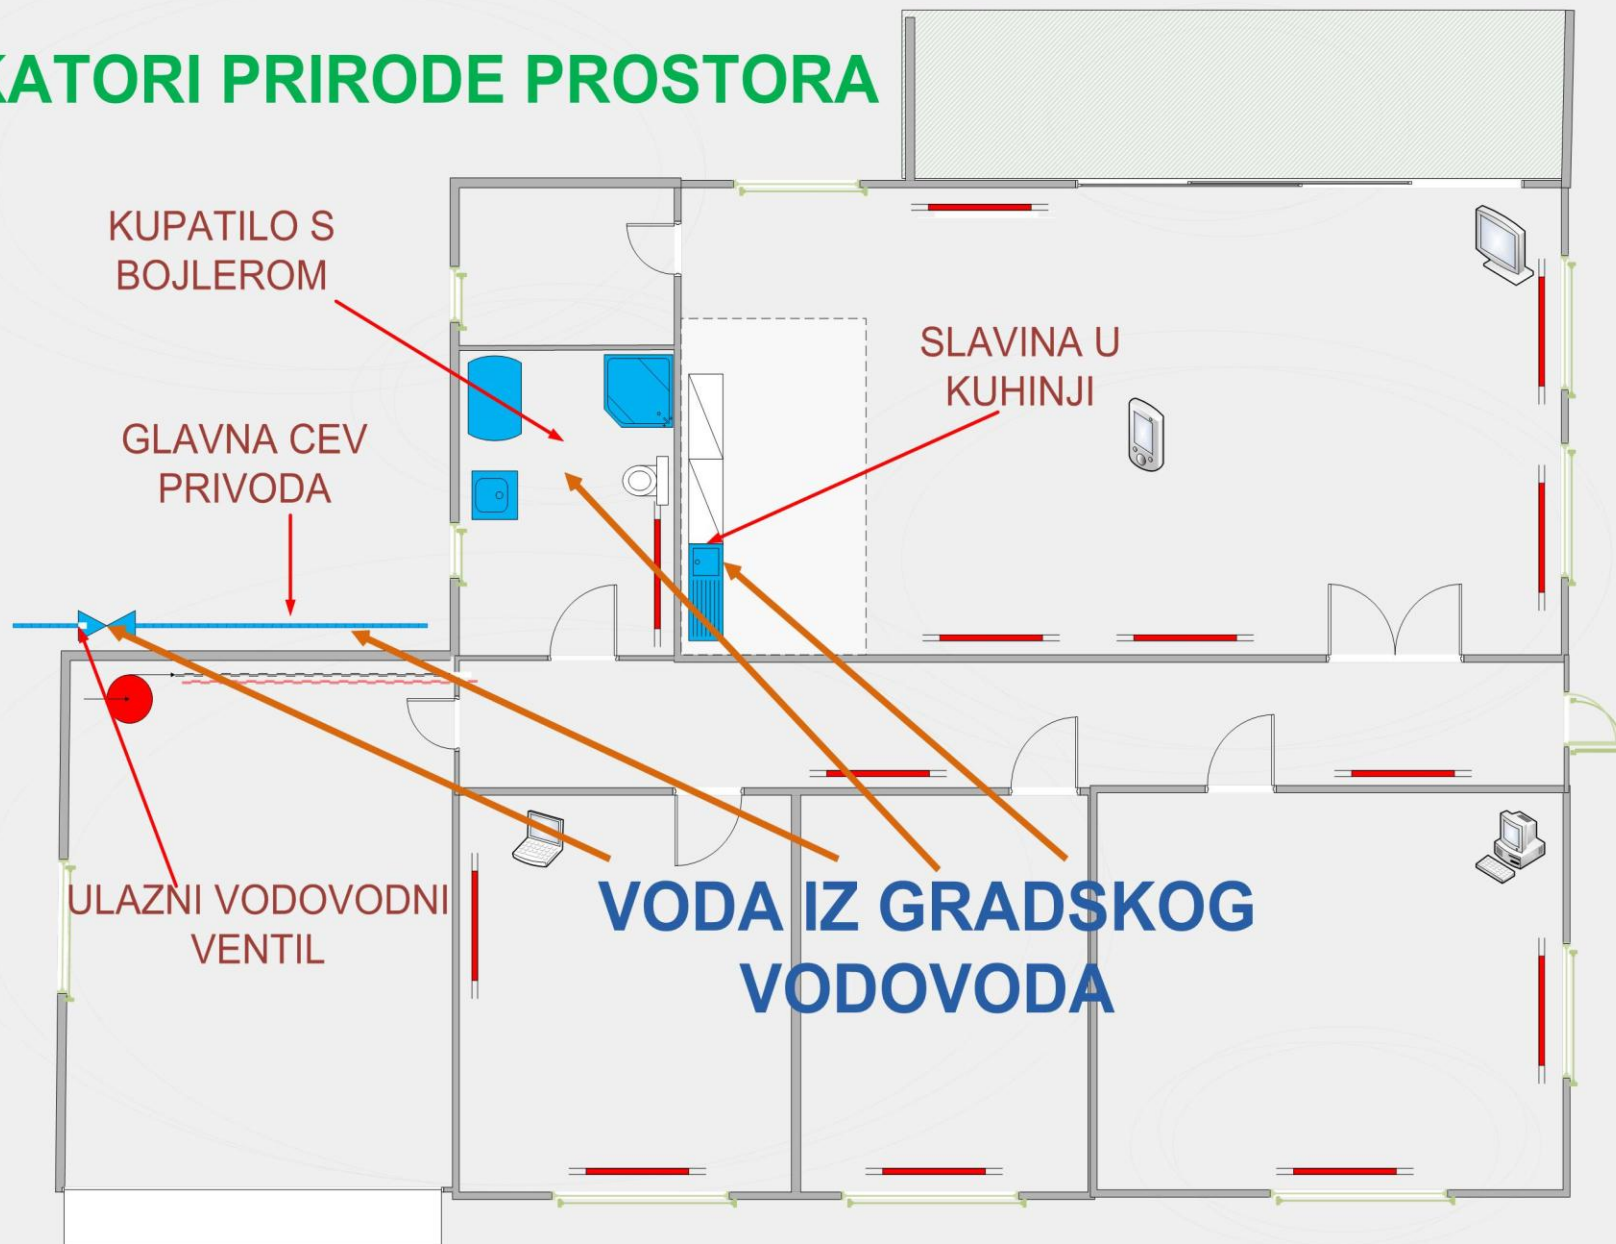 KATORI PRIRODE PROSTORA
KUPATILO S
BOJLEROM
SLAVINA U
KUHINJI
GLAVNA CEV
PRIVODA
ULAZNI VODOVODNI
VENTIL
VODA IZ GRADSKOG
VODOVODA